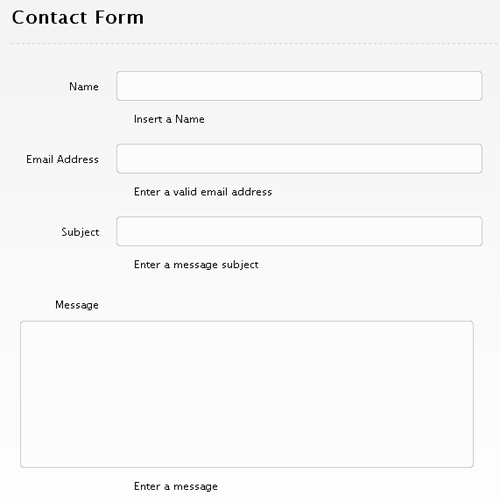 Contact Form
Name
Insert a Name
Email Address
Enter a valid email address
Subject
Enter a message subject
Message
Enter a message